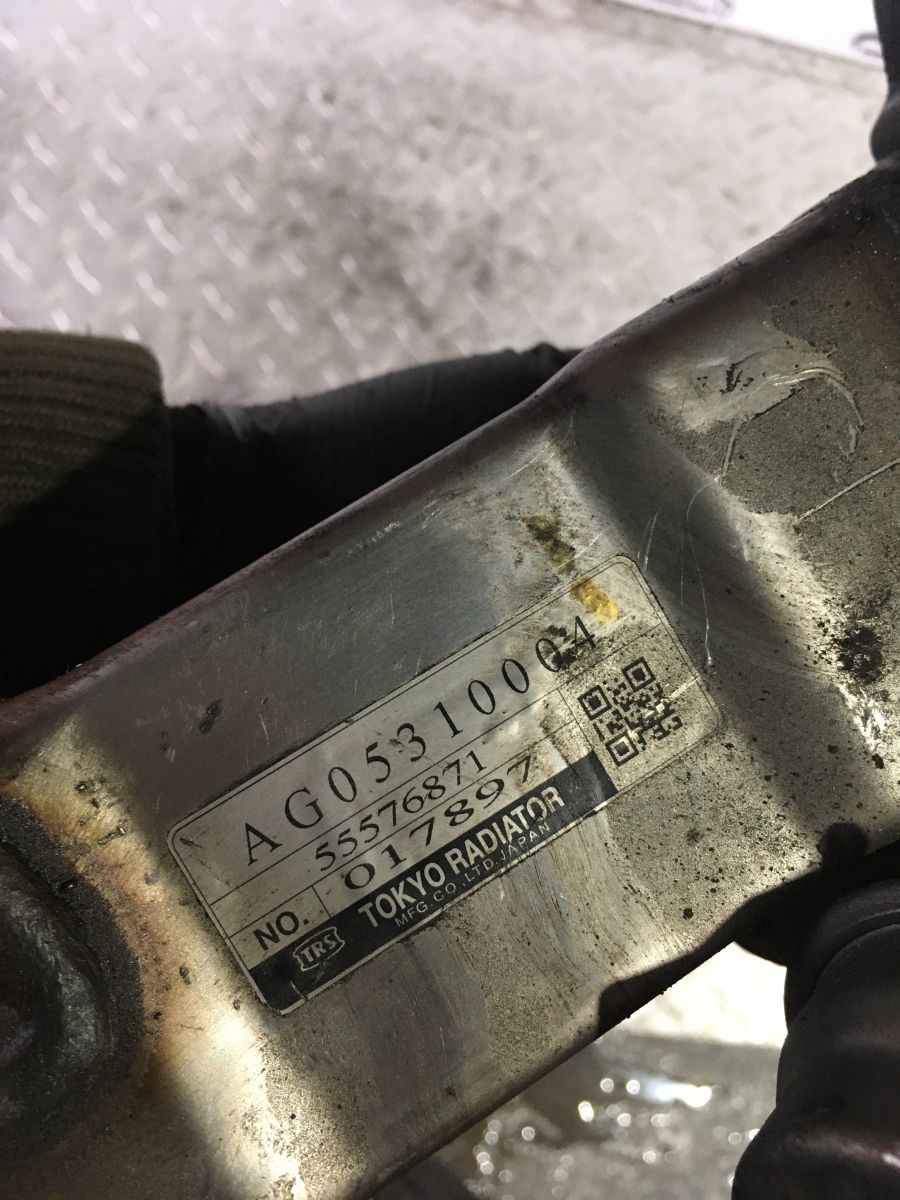 AG05310004
55576871
NO. 017897
TRS TOKYO RADIATOR
MFG.CO.,LTD.JAPAN